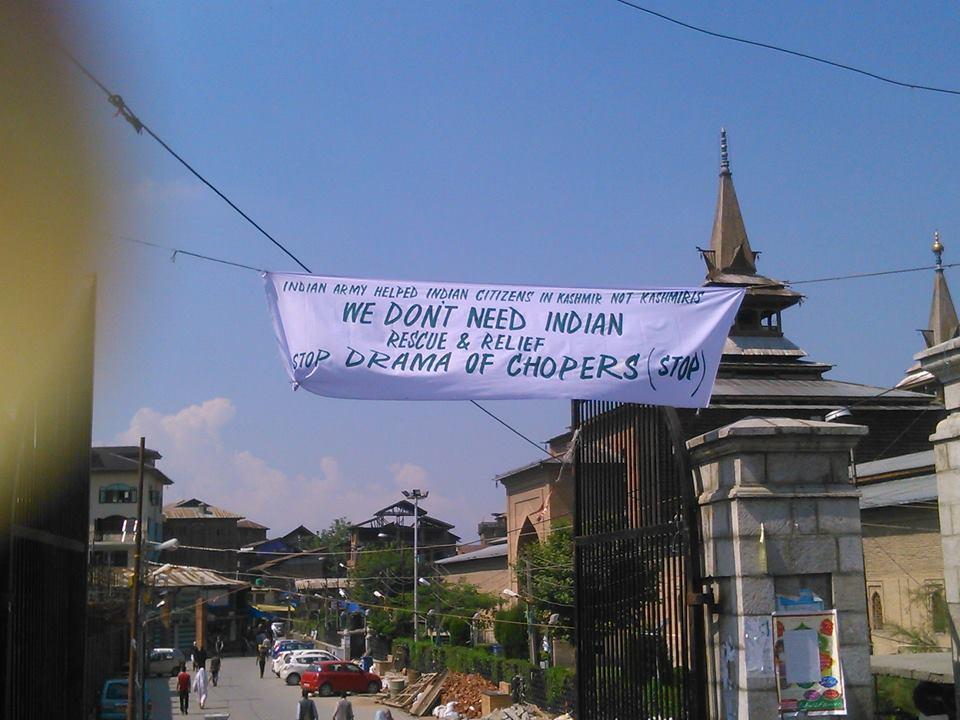 INDIAN ARMY HELPED INDIAN CITIZENS IN KASHMIR NOT KASHMIRIS
WE DON'T NEED INDIAN
RESCUE & RELIEF
STOP DRAMA OF CHOPERS (STOP)